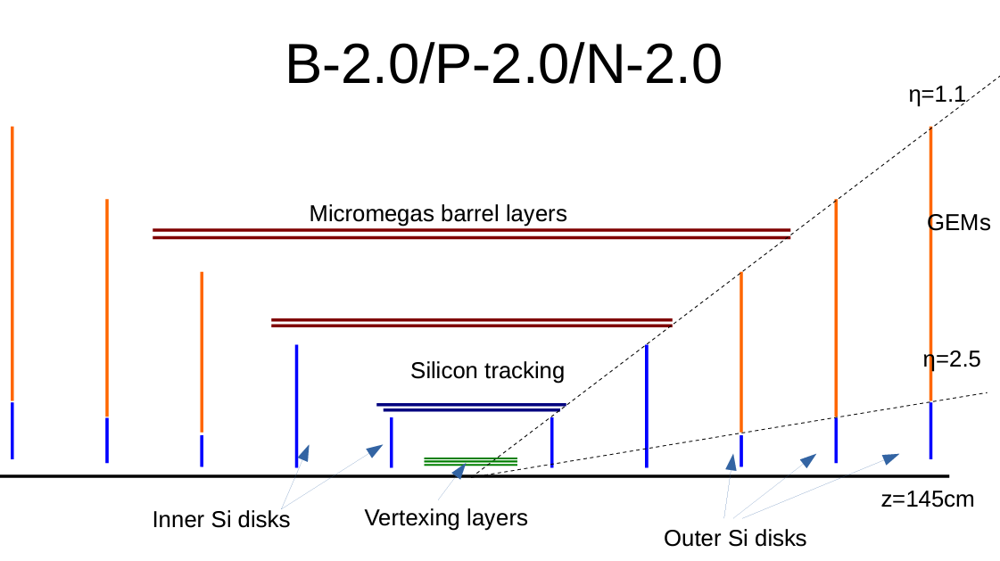 B-2.0/P-2.0/N-2.0
η=1.1
Micromegas barrel layers
GEMs
η=2.5
Silicon tracking
z=145cm
Inner Si disks
Vertexing layers
Outer Si disks